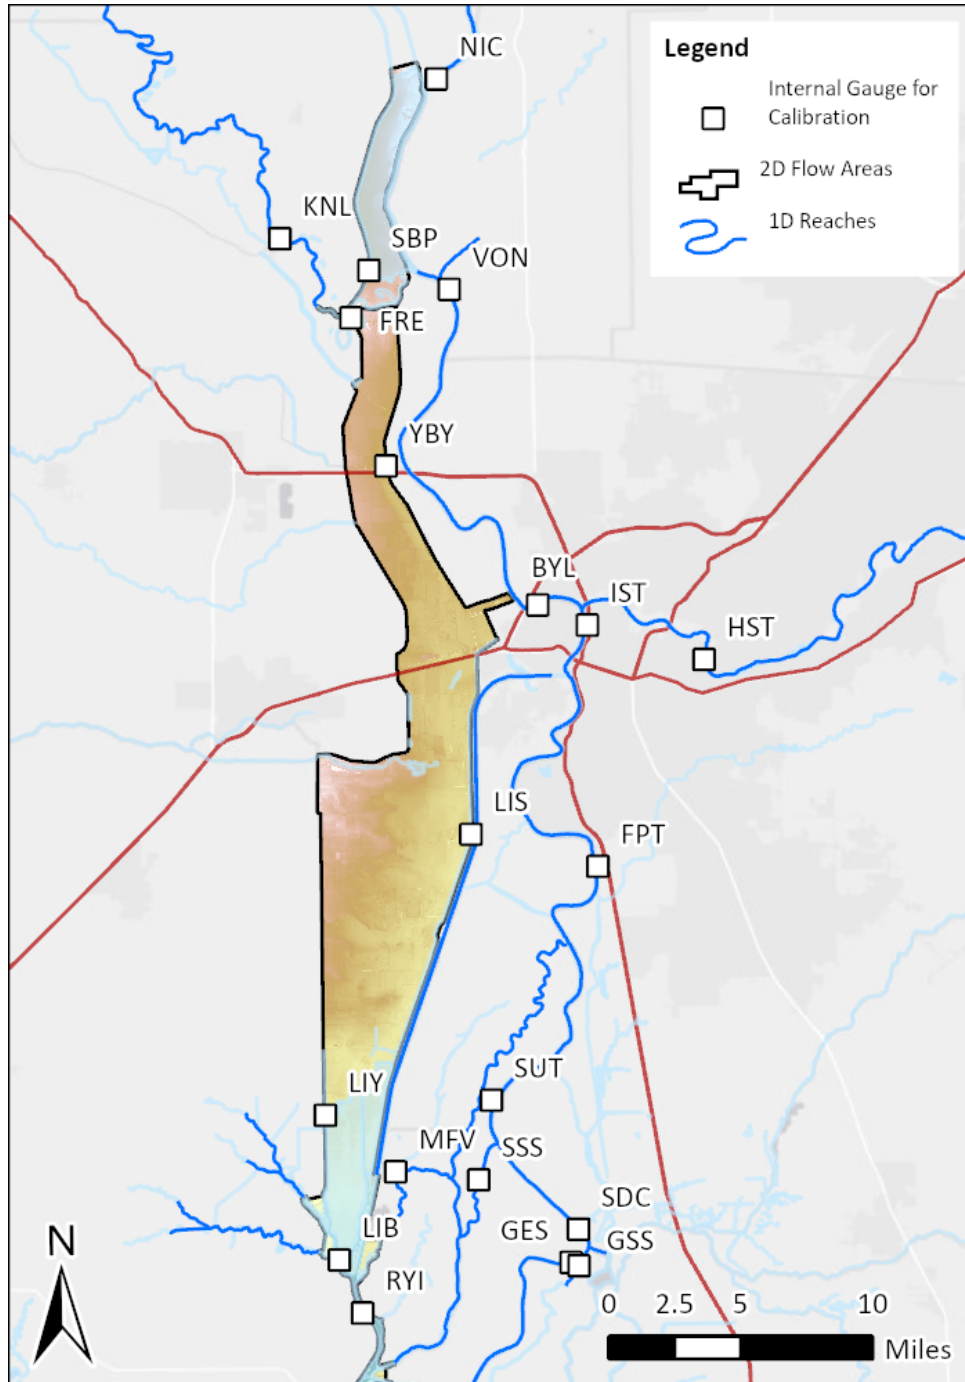 NIC
Legend
Internal Gauge for
Calibration
2D Flow Areas
1D Reaches
KNL
SBP
VON
FRE
YBY
BYL
IST
HST
LIS
FPT
SUT
LIY
MFV
SSS
SDC
LIB
GES
GSS
N
RYI
0 2.5 5 10
Miles